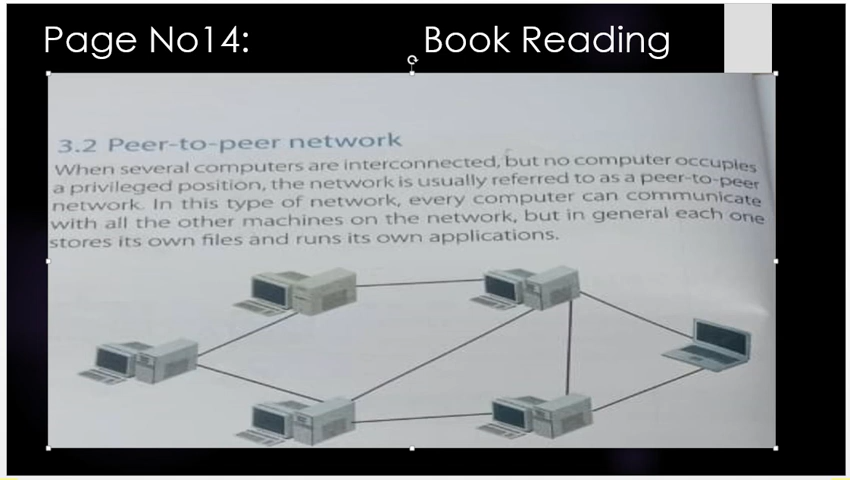 Page No14: Book Reading
3.2 Peer-to-peer network
When several computers are interconnected, but no computer occupies
a privileged position, the network is usually referred to as a peer-to-peer
network. In this type of network, every computer can communicate
with all the other machines on the network, but in general each one
stores its own files and runs its own applications.